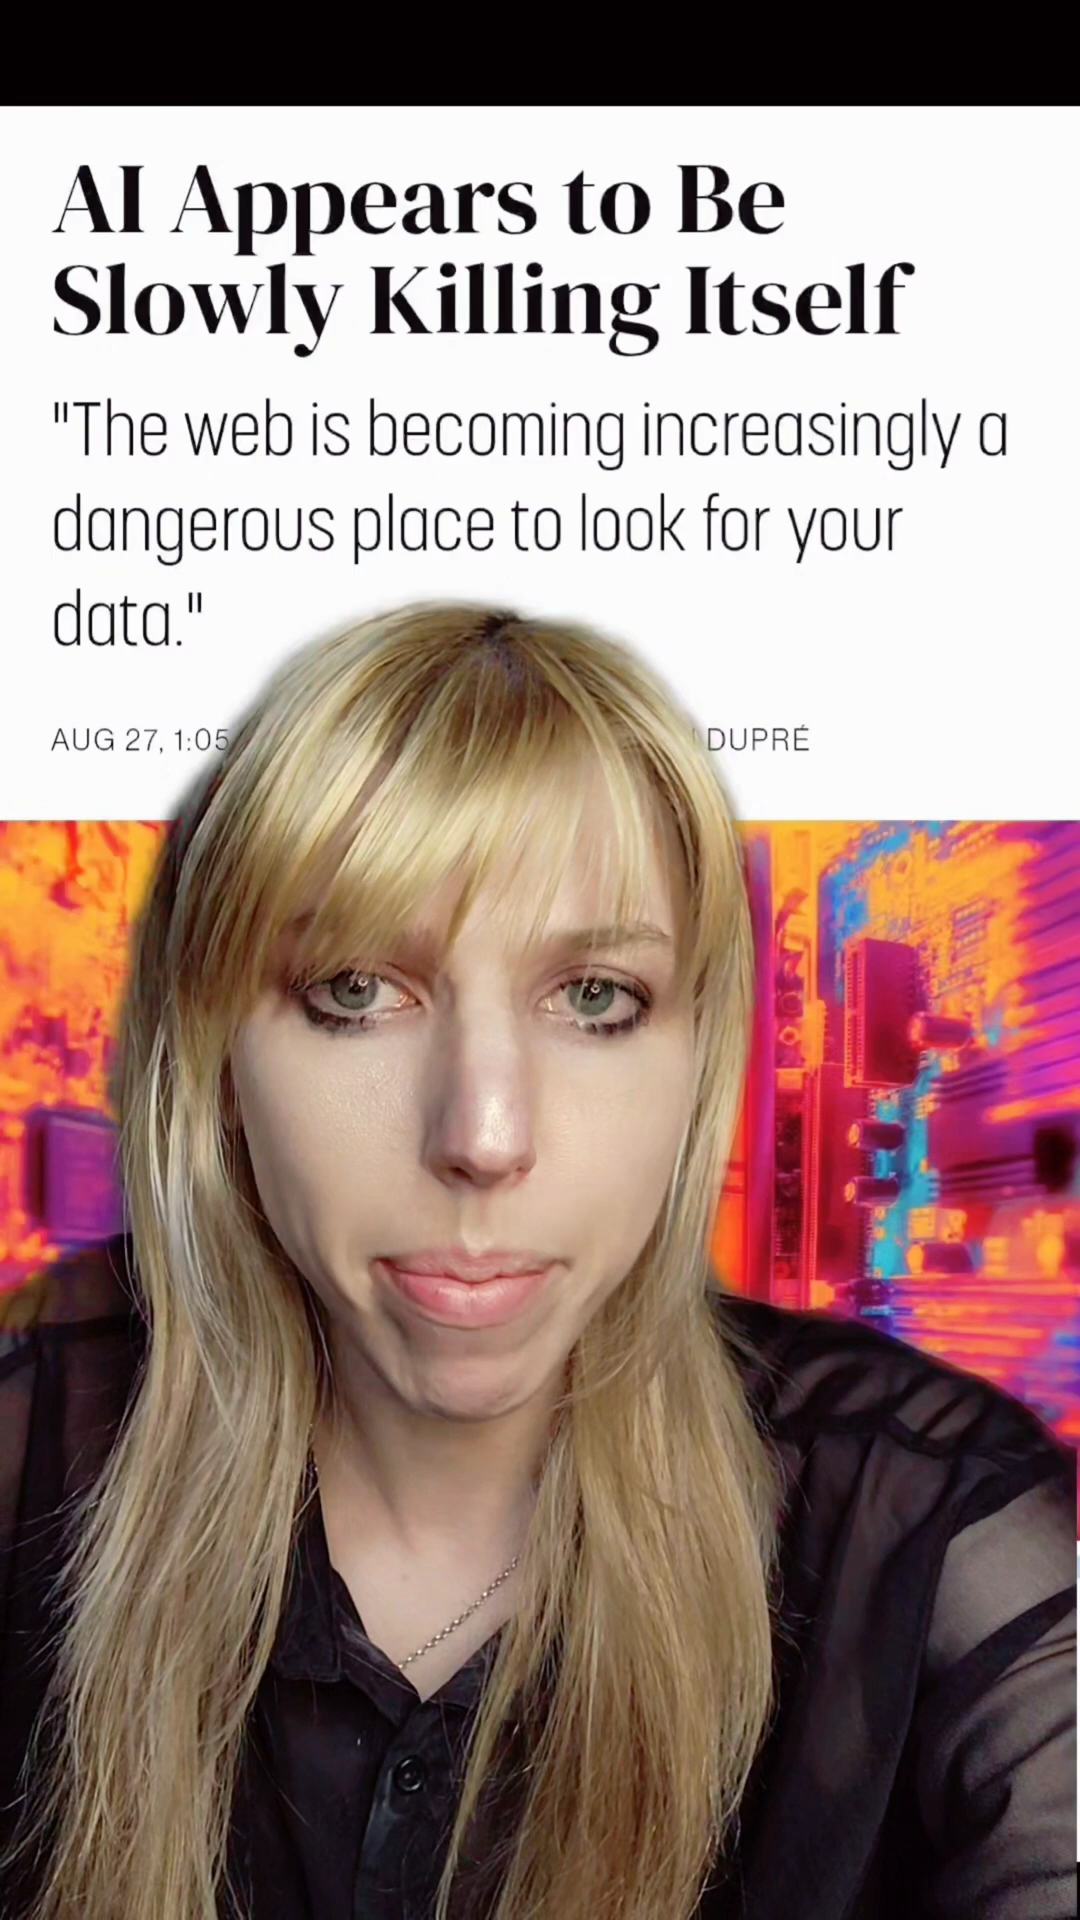 AI Appears to Be
Slowly Killing Itself
"The web is becoming increasingly a
dangerous place to look for your
data."
AUG 27, 1:05 DUPRÉ